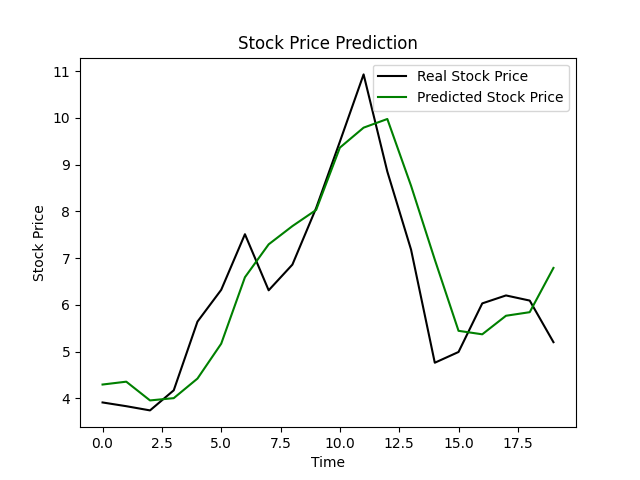 Stock Price Prediction
Real Stock Price
Predicted Stock Price
Stock Price
11
10
9
8
7
6
5
4
0.0 2.5 5.0 7.5 10.0 12.5 15.0 17.5
Time